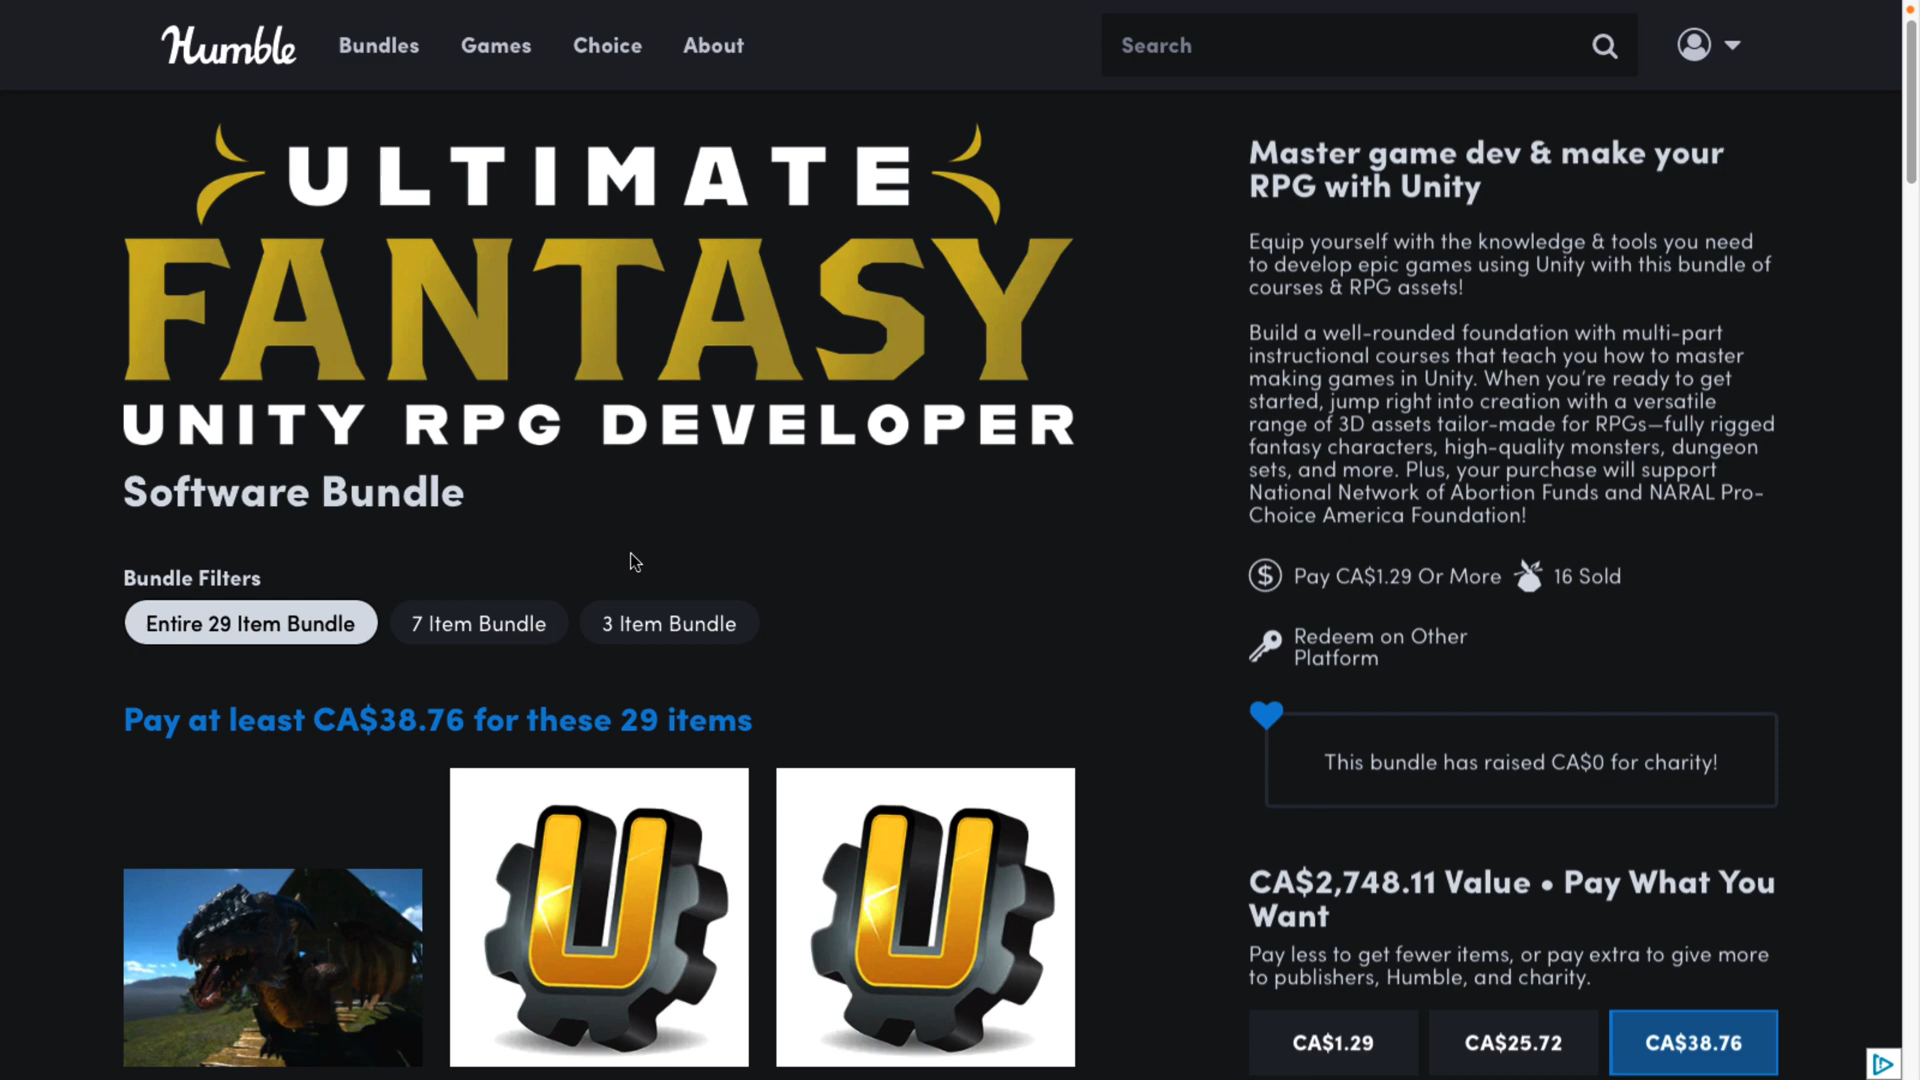 Humble
Bundles
Games
Choice
About
Search
ULTIMATE
FANTASY
UNITY RPG DEVELOPER
Software Bundle
Bundle Filters
Entire 29 Item Bundle
7 Item Bundle
3 Item Bundle
Pay at least CA$38.76 for these 29 items
Master game dev & make your
RPG with Unity
Equip yourself with the knowledge & tools you need
to develop epic games using Unity with this bundle of
courses & RPG assets!
Build a well-rounded foundation with multi-part
instructional courses that teach you how to master
making games in Unity. When you're ready to get
started, jump right into creation with a versatile
range of 3D assets tailor-made for RPGs—fully rigged
fantasy characters, high-quality monsters, dungeon
sets, and more. Plus, your purchase will support
National Network of Abortion Funds and NARAL Pro-
Choice America Foundation!
Pay CA$1.29 Or More
16 Sold
Redeem on Other
Platform
This bundle has raised CA$0 for charity!
CA$2,748.11 Value • Pay What You
Want
Pay less to get fewer items, or pay extra to give more
to publishers, Humble, and charity.
CA$1.29
CA$25.72
CA$38.76